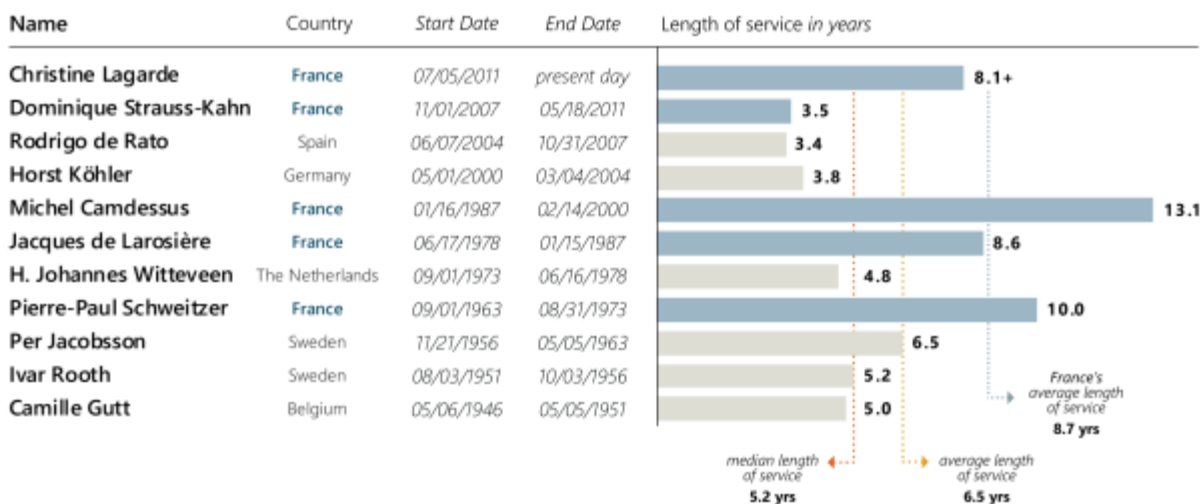 Name Country Start Date End Date Length of service in years
Christine Lagarde France 07/05/2011 present day 8.1+
Dominique Strauss-Kahn France 11/01/2007 05/18/2011 3.5
Rodrigo de Rato Spain 06/07/2004 10/31/2007 3.4
Horst Köhler Germany 05/01/2000 03/04/2004 3.8
Michel Camdessus France 01/16/1987 02/14/2000 13.1
Jacques de Larosière France 06/17/1978 01/15/1987 8.6
H. Johannes Witteveen The Netherlands 09/01/1973 06/16/1978 4.8
Pierre-Paul Schweitzer France 09/01/1963 08/31/1973 10.0
Per Jacobsson Sweden 11/21/1956 05/05/1963 6.5
Ivar Rooth Sweden 08/03/1951 10/03/1956 5.2
Camille Gutt Belgium 05/06/1946 05/05/1951 5.0
France's
average length
of service
8.7 yrs
median length
of service
5.2 yrs
average length
of service
6.5 yrs